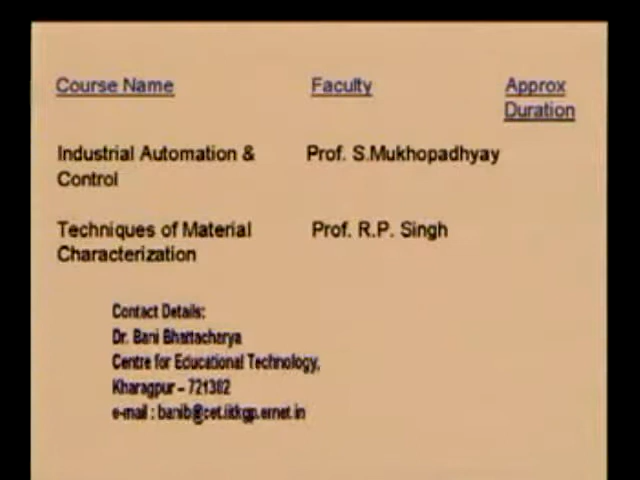 Course Name Faculty Approx
Duration
Industrial Automation & Prof. S.Mukhopadhyay
Control
Techniques of Material Prof. R.P. Singh
Characterization
Contact Details:
Dr. Bani Bhattacharya
Centre for Educational Technology,
Kharagpur – 721302
e-mail : banib@cet.iitkgp.ernet.in